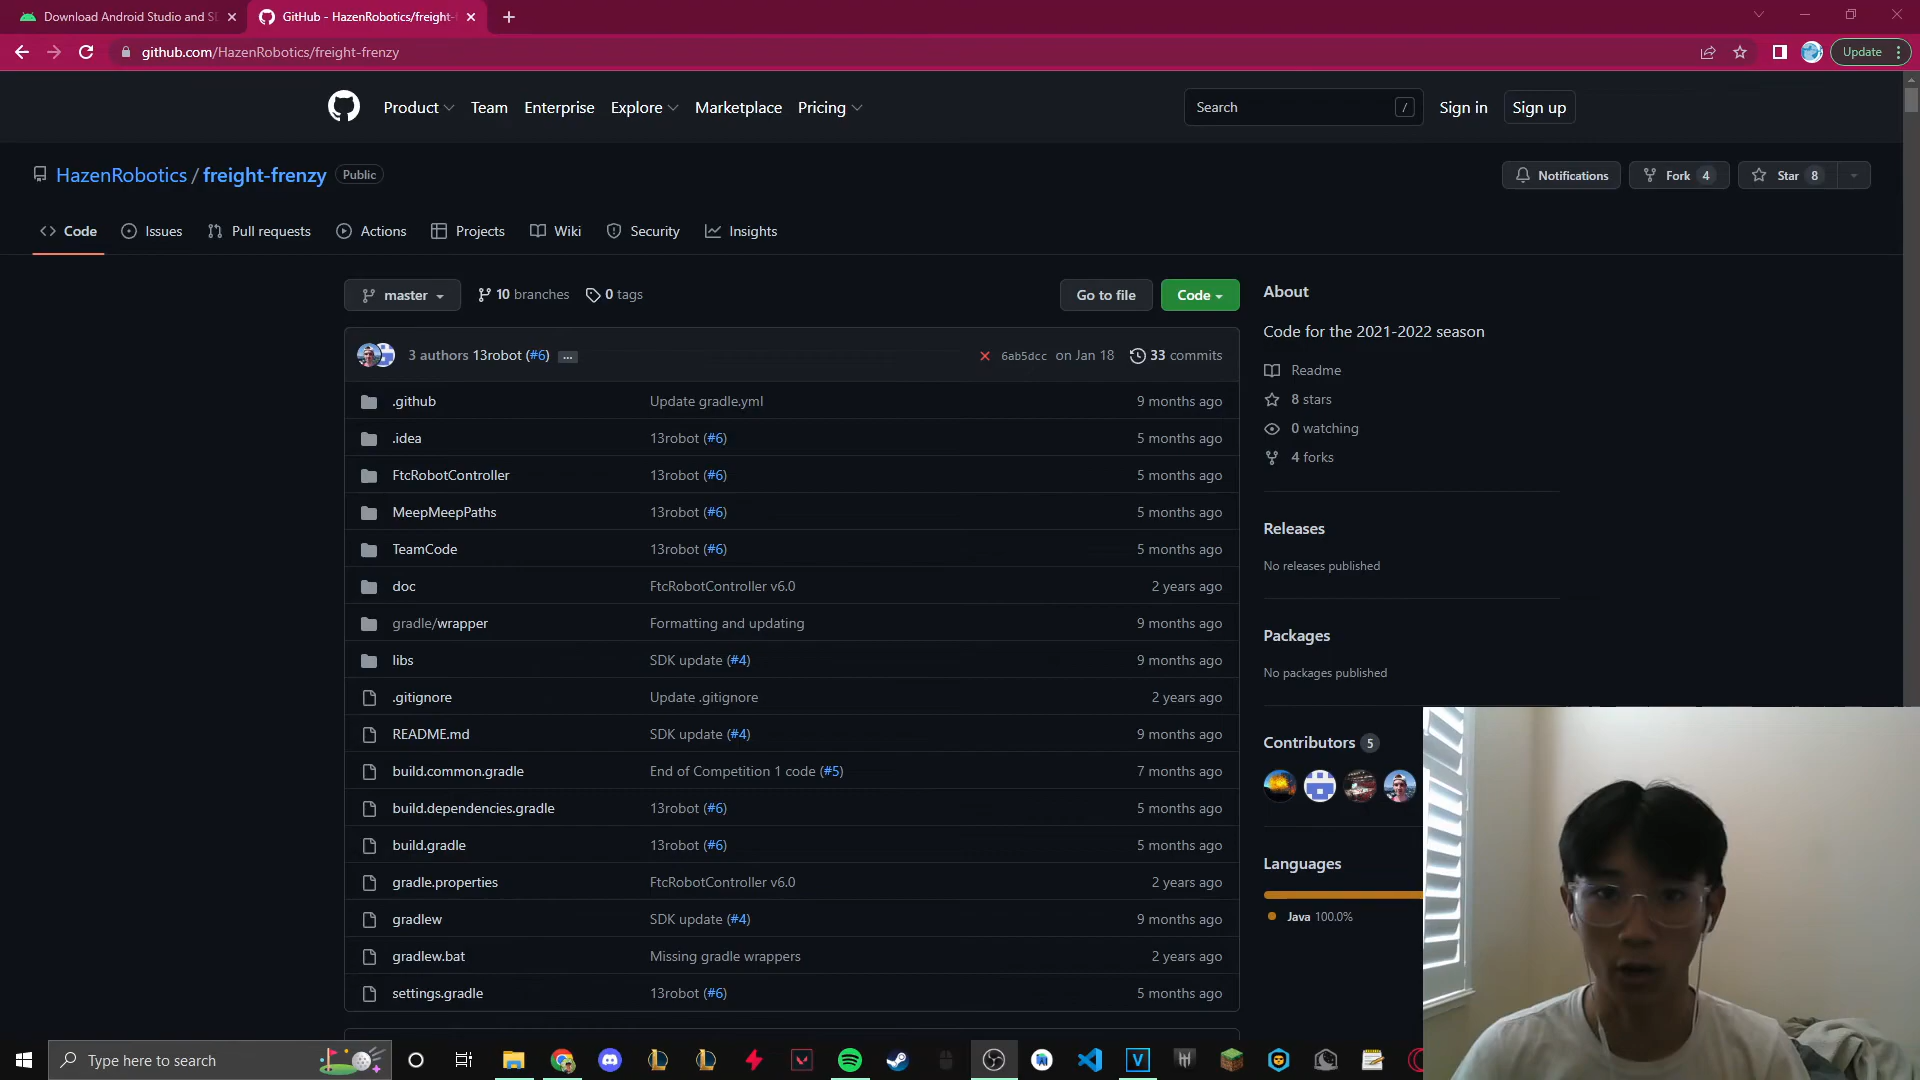 Download Android Studio and S
GitHub - HazenRobotics/freight-
github.com/HazenRobotics/freight-frenzy
Update
Product
Team
Enterprise
Explore
Marketplace
Pricing
Search
/
Sign in
Sign up
HazenRobotics / freight-frenzy
Public
Notifications
Fork 4
Star 8
Code
Issues
Pull requests
Actions
Projects
Wiki
Security
Insights
master
10 branches
0 tags
Go to file
Code
About
Code for the 2021-2022 season
3 authors 13robot (#6) ...
6ab5dcc on Jan 18
33 commits
Readme
8 stars
0 watching
4 forks
.github Update gradle.yml 9 months ago
.idea 13robot (#6) 5 months ago
FtcRobotController 13robot (#6) 5 months ago
MeepMeepPaths 13robot (#6) 5 months ago
TeamCode 13robot (#6) 5 months ago
doc FtcRobotController v6.0 2 years ago
gradle/wrapper Formatting and updating 9 months ago
libs SDK update (#4) 9 months ago
.gitignore Update .gitignore 2 years ago
README.md SDK update (#4) 9 months ago
build.common.gradle End of Competition 1 code (#5) 7 months ago
build.dependencies.gradle 13robot (#6) 5 months ago
build.gradle 13robot (#6) 5 months ago
gradle.properties FtcRobotController v6.0 2 years ago
gradlew SDK update (#4) 9 months ago
gradlew.bat Missing gradle wrappers 2 years ago
settings.gradle 13robot (#6) 5 months ago
Releases
No releases published
Packages
No packages published
Contributors 5
Languages
Java 100.0%
Type here to search